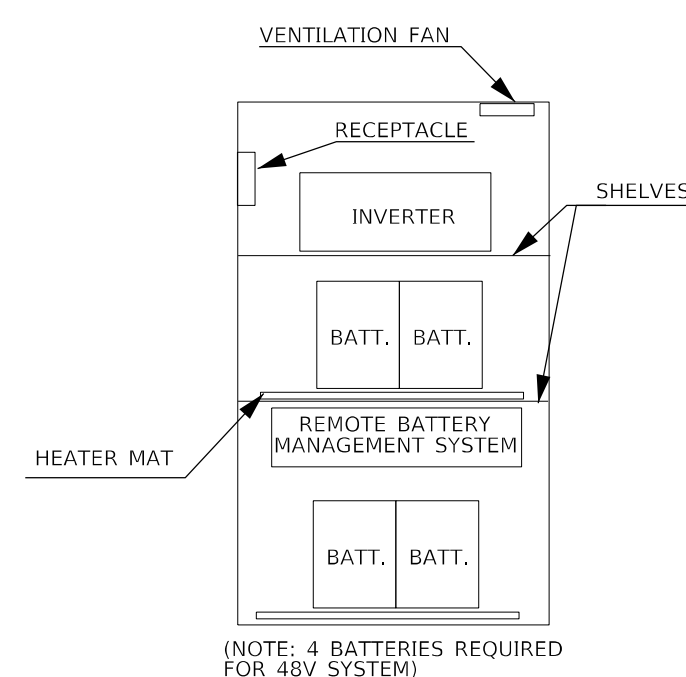 VENTILATION FAN
RECEPTACLE
SHELVES
INVERTER
BATT. BATT.
REMOTE BATTERY
MANAGEMENT SYSTEM
HEATER MAT
BATT. BATT.
(NOTE: 4 BATTERIES REQUIRED
FOR 48V SYSTEM)